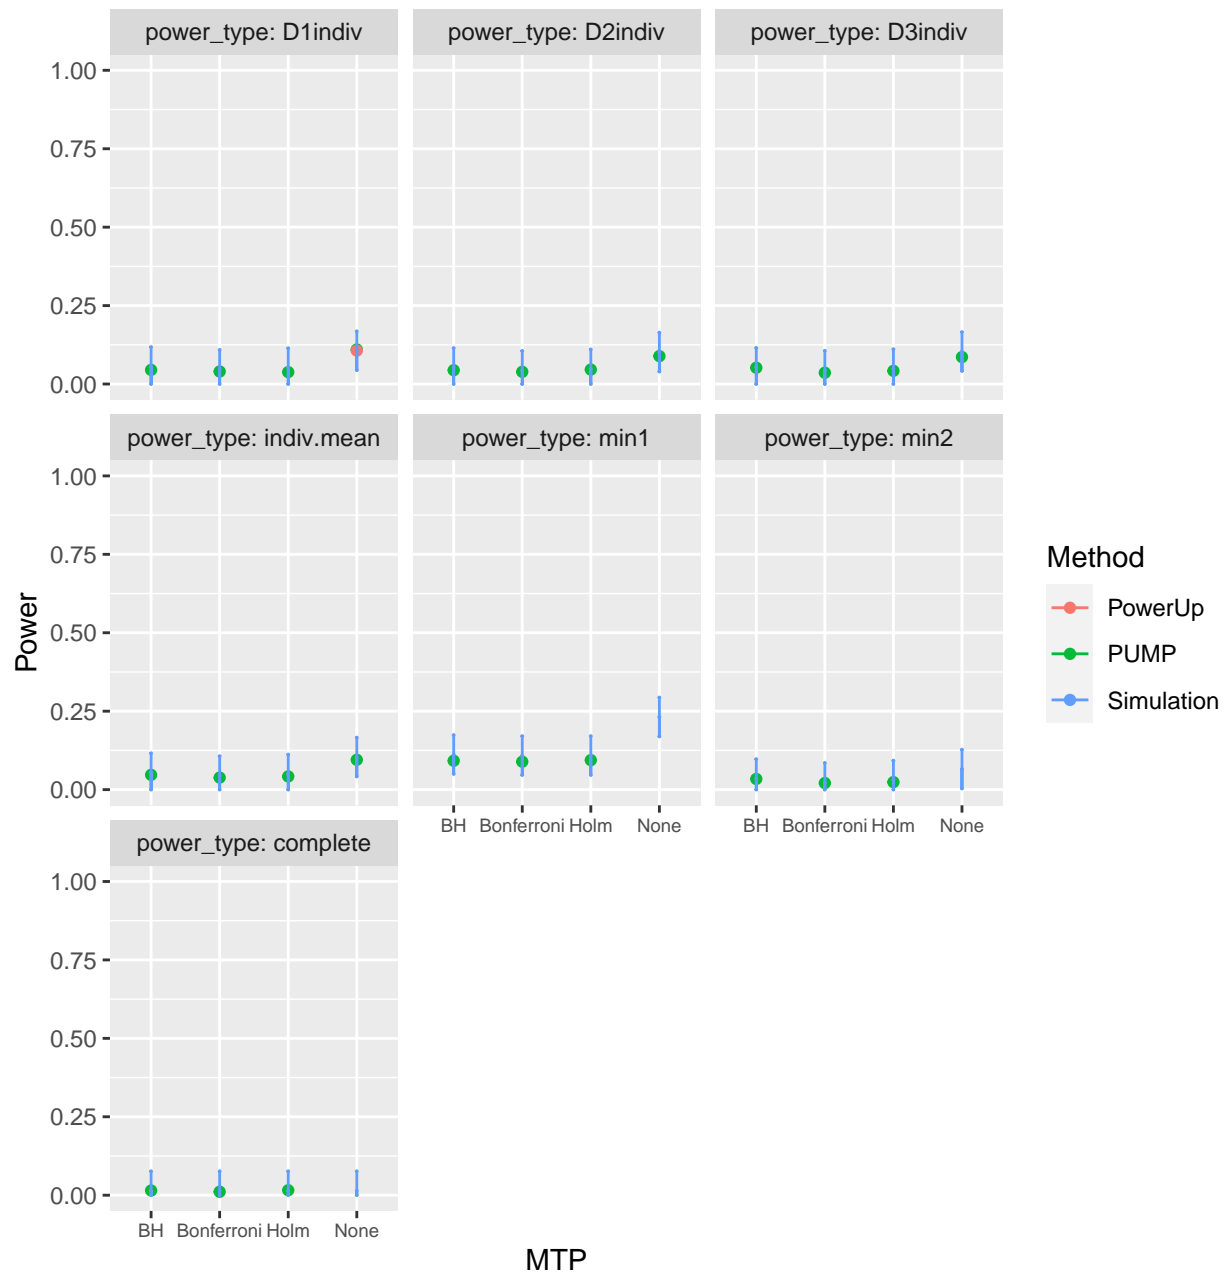 power_type: D1indiv
power_type: D2indiv
power_type: D3indiv
1.00
0.75
0.50
0.25
0.00
power_type: indiv.mean
power_type: min1
power_type: min2
1.00
0.75
0.50
0.25
0.00
BH Bonferroni Holm None
BH Bonferroni Holm None
power_type: complete
1.00
0.75
0.50
0.25
0.00
BH Bonferroni Holm None
Power
MTP
Method
PowerUp
PUMP
Simulation